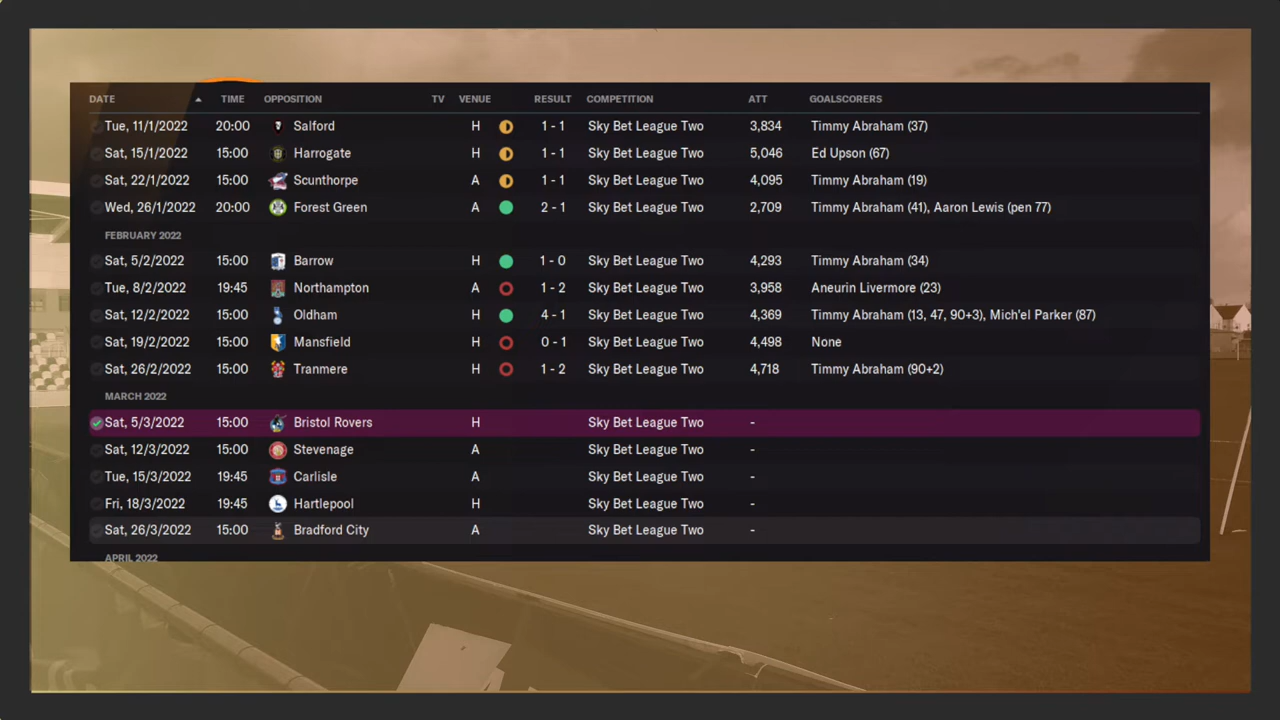 DATE TIME OPPOSITION TV VENUE RESULT COMPETITION ATT GOALSCORERS
Tue, 11/1/2022 20:00 Salford H 1 - 1 Sky Bet League Two 3,834 Timmy Abraham (37)
Sat, 15/1/2022 15:00 Harrogate H 1 - 1 Sky Bet League Two 5,046 Ed Upson (67)
Sat, 22/1/2022 15:00 Scunthorpe A 1 - 1 Sky Bet League Two 4,095 Timmy Abraham (19)
Wed, 26/1/2022 20:00 Forest Green A 2 - 1 Sky Bet League Two 2,709 Timmy Abraham (41), Aaron Lewis (pen 77)
FEBRUARY 2022
Sat, 5/2/2022 15:00 Barrow H 1 - 0 Sky Bet League Two 4,293 Timmy Abraham (34)
Tue, 8/2/2022 19:45 Northampton A 1 - 2 Sky Bet League Two 3,958 Aneurin Livermore (23)
Sat, 12/2/2022 15:00 Oldham H 4 - 1 Sky Bet League Two 4,369 Timmy Abraham (13, 47, 90+3), Mich'el Parker (87)
Sat, 19/2/2022 15:00 Mansfield H 0 - 1 Sky Bet League Two 4,498 None
Sat, 26/2/2022 15:00 Tranmere H 1 - 2 Sky Bet League Two 4,718 Timmy Abraham (90+2)
MARCH 2022
Sat, 5/3/2022 15:00 Bristol Rovers H Sky Bet League Two -
Sat, 12/3/2022 15:00 Stevenage A Sky Bet League Two -
Tue, 15/3/2022 19:45 Carlisle A Sky Bet League Two -
Fri, 18/3/2022 19:45 Hartlepool H Sky Bet League Two -
Sat, 26/3/2022 15:00 Bradford City A Sky Bet League Two -
APRIL 2022